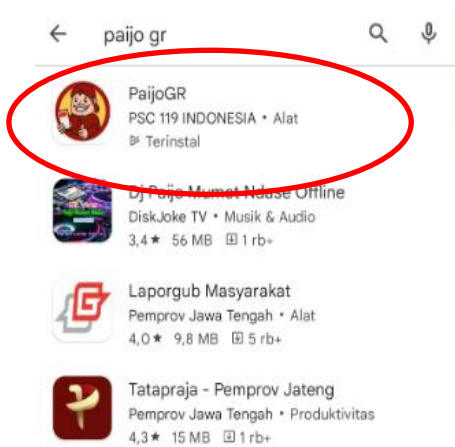 paijo gr
PaijoGR
PSC 119 INDONESIA • Alat
Terinstal
Dj Paijo Mumet Ndase Offline
DiskJoke TV • Musik & Audio
3,4★ 56 MB 1 rb+
Laporgub Masyarakat
Pemprov Jawa Tengah • Alat
4,0★ 9,8 MB 5 rb+
Tatapraja - Pemprov Jateng
Pemprov Jawa Tengah • Produktivitas
4,3★ 15 MB 1 rb+